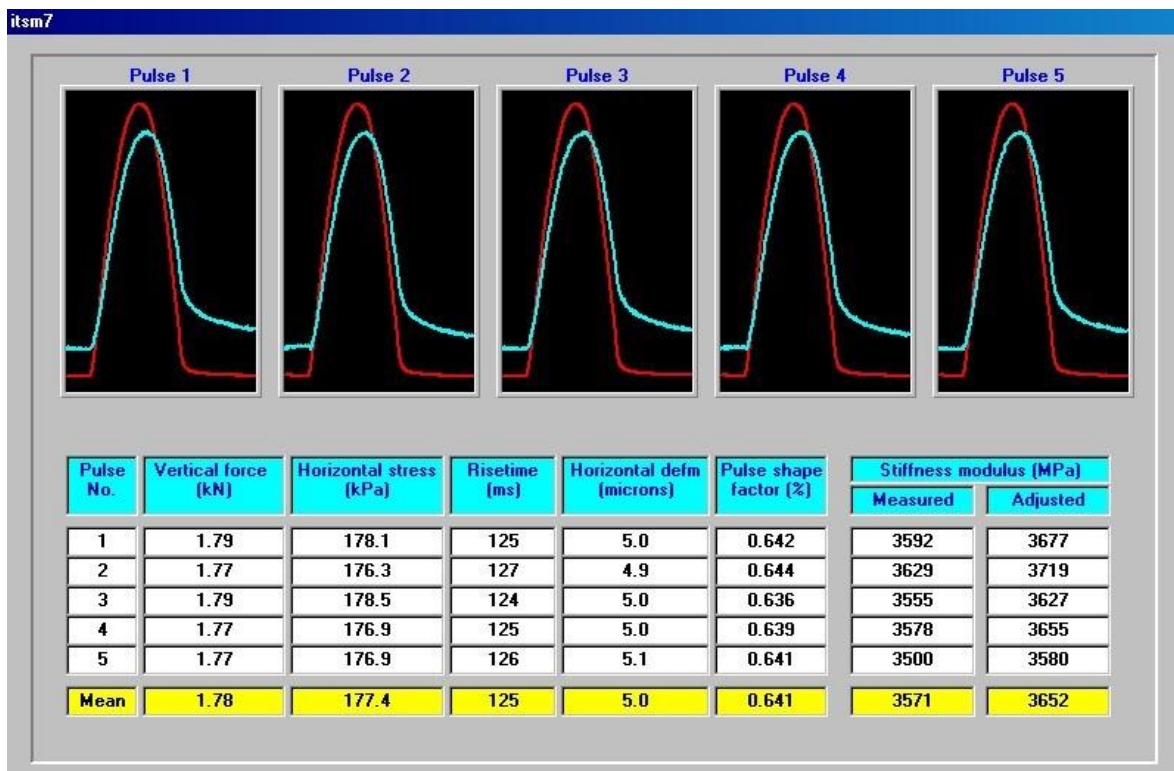 itsm7
Pulse 1 Pulse 2 Pulse 3 Pulse 4 Pulse 5
Pulse No. Vertical force (kN) Horizontal stress (kPa) Risetime (ms) Horizontal defm (microns) Pulse shape factor (%) Stiffness modulus (MPa)
Measured Adjusted
1 1.79 178.1 125 5.0 0.642 3592 3677
2 1.77 176.3 127 4.9 0.644 3629 3719
3 1.79 178.5 124 5.0 0.636 3555 3627
4 1.77 176.9 125 5.0 0.639 3578 3655
5 1.77 176.9 126 5.1 0.641 3500 3580
Mean 1.78 177.4 125 5.0 0.641 3571 3652